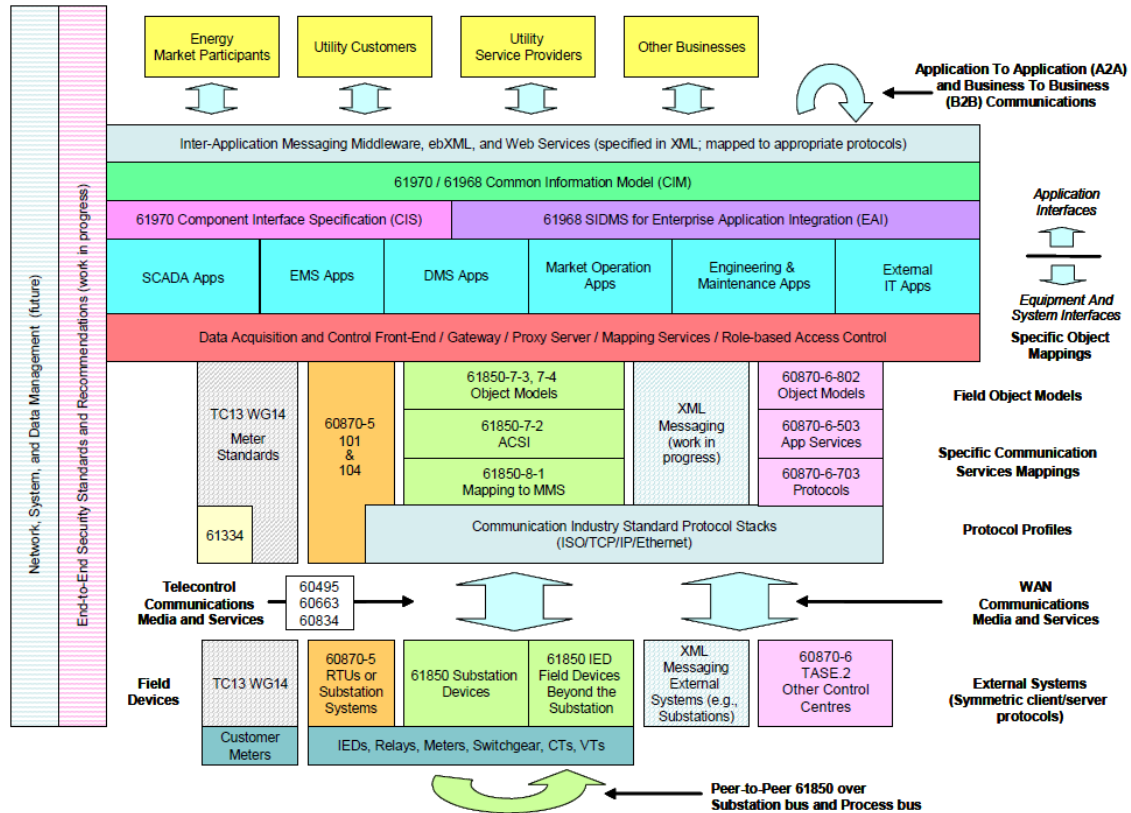 Energy
Market Participants
Utility Customers
Utility
Service Providers
Other Businesses
Application To Application (A2A)
and Business To Business
(B2B) Communications
Inter-Application Messaging Middleware, ebXML, and Web Services (specified in XML; mapped to appropriate protocols)
61970 / 61968 Common Information Model (CIM)
61970 Component Interface Specification (CIS)
61968 SIDMS for Enterprise Application Integration (EAI)
Application
Interfaces
SCADA Apps
EMS Apps
DMS Apps
Market Operation
Apps
Engineering &
Maintenance Apps
External
IT Apps
Equipment And
System Interfaces
Data Acquisition and Control Front-End / Gateway / Proxy Server / Mapping Services / Role-based Access Control
Specific Object
Mappings
Network, System, and Data Management (future)
End-to-End Security Standards and Recommendations (work in progress)
TC13 WG14
Meter
Standards
61334
60870-5
101
&
104
61850-7-3, 7-4
Object Models
61850-7-2
ACSI
61850-8-1
Mapping to MMS
XML
Messaging
(work in
progress)
60870-6-802
Object Models
60870-6-503
App Services
60870-6-703
Protocols
Field Object Models
Specific Communication
Services Mappings
Communication Industry Standard Protocol Stacks
(ISO/TCP/IP/Ethernet)
Protocol Profiles
Telecontrol
Communications
Media and Services
60495
60663
60834
WAN
Communications
Media and Services
Field
Devices
TC13 WG14
60870-5
RTUs or
Substation
Systems
61850 Substation
Devices
61850 IED
Field Devices
Beyond the
Substation
XML
Messaging
External
Systems (e.g.,
Substations)
60870-6
TASE.2
Other Control
Centres
External Systems
(Symmetric client/server
protocols)
Customer
Meters
IEDs, Relays, Meters, Switchgear, CTs, VTs
Peer-to-Peer 61850 over
Substation bus and Process bus